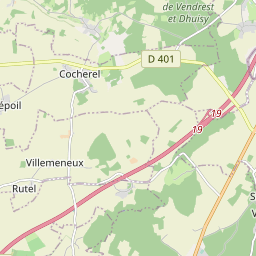 de Vendrest
et Dhuisy
D 401
Cocherel
époil
19
19
Villemeneux
Rutel
S
V